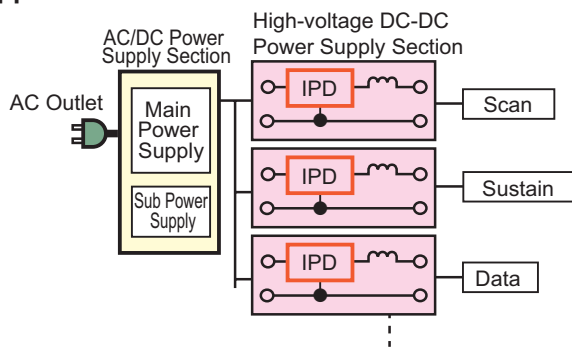 High-voltage DC-DC
Power Supply Section
AC/DC Power
Supply Section
AC Outlet
Main
Power
Supply
Sub Power
Supply
IPD
Scan
IPD
Sustain
IPD
Data